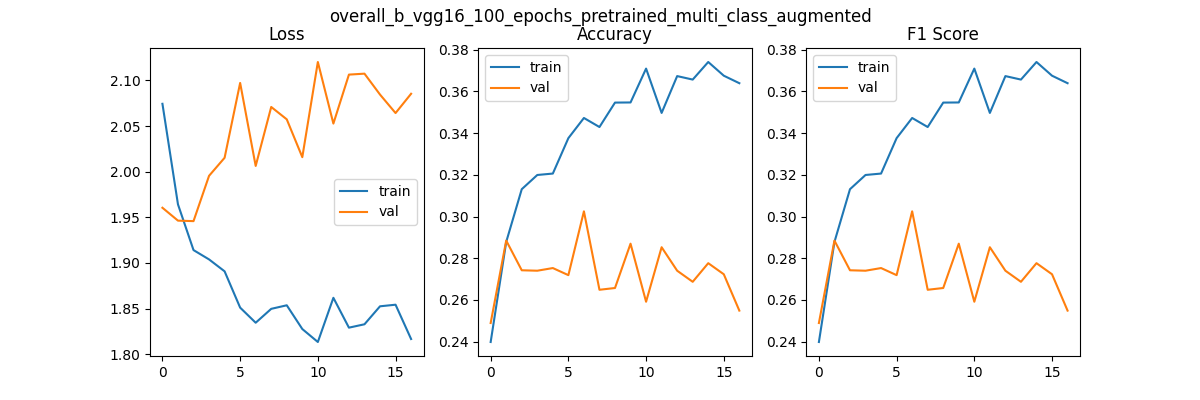 overall_b_vgg16_100_epochs_pretrained_multi_class_augmented
Loss
2.10
2.05
2.00
1.95
1.90
1.85
1.80
0 5 10 15
train
val
Accuracy
0.38
0.36
0.34
0.32
0.30
0.28
0.26
0.24
0 5 10 15
train
val
F1 Score
0.38
0.36
0.34
0.32
0.30
0.28
0.26
0.24
0 5 10 15
train
val